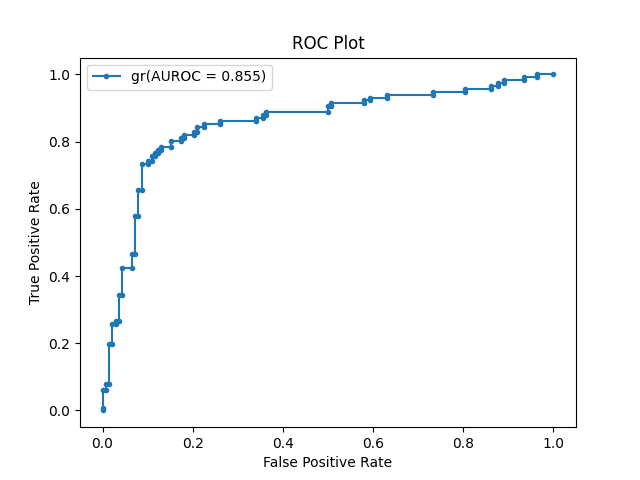 ROC Plot
gr(AUROC = 0.855)
True Positive Rate
1.0
0.8
0.6
0.4
0.2
0.0
0.0 0.2 0.4 0.6 0.8 1.0
False Positive Rate